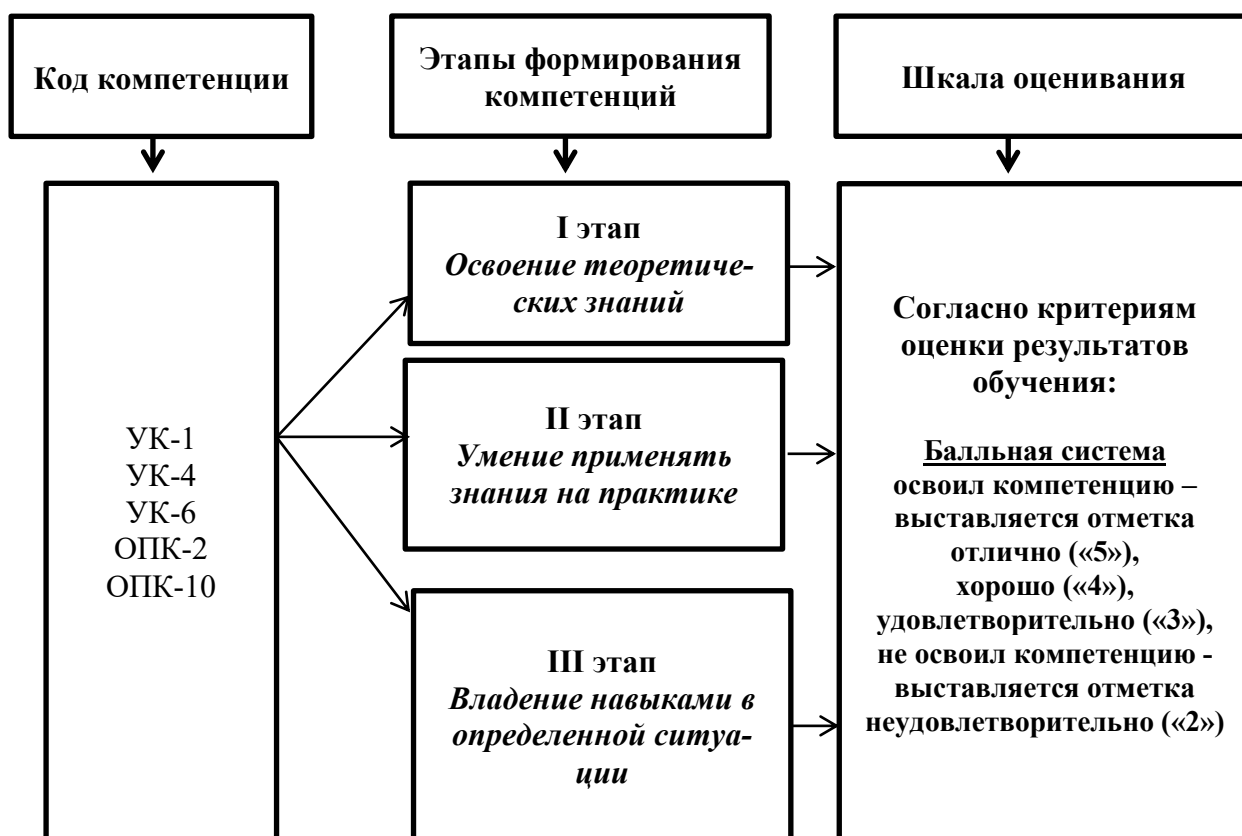 Код компетенции
Этапы формирования
компетенций
Шкала оценивания
УК-1
УК-4
УК-6
ОПК-2
ОПК-10
I этап
Освоение теоретиче-
ских знаний
II этап
Умение применять
знания на практике
III этап
Владение навыками в
определенной ситуа-
ции
Согласно критериям
оценки результатов
обучения:
Балльная система
освоил компетенцию –
выставляется отметка
отлично («5»),
хорошо («4»),
удовлетворительно («3»),
не освоил компетенцию -
выставляется отметка
неудовлетворительно («2»)